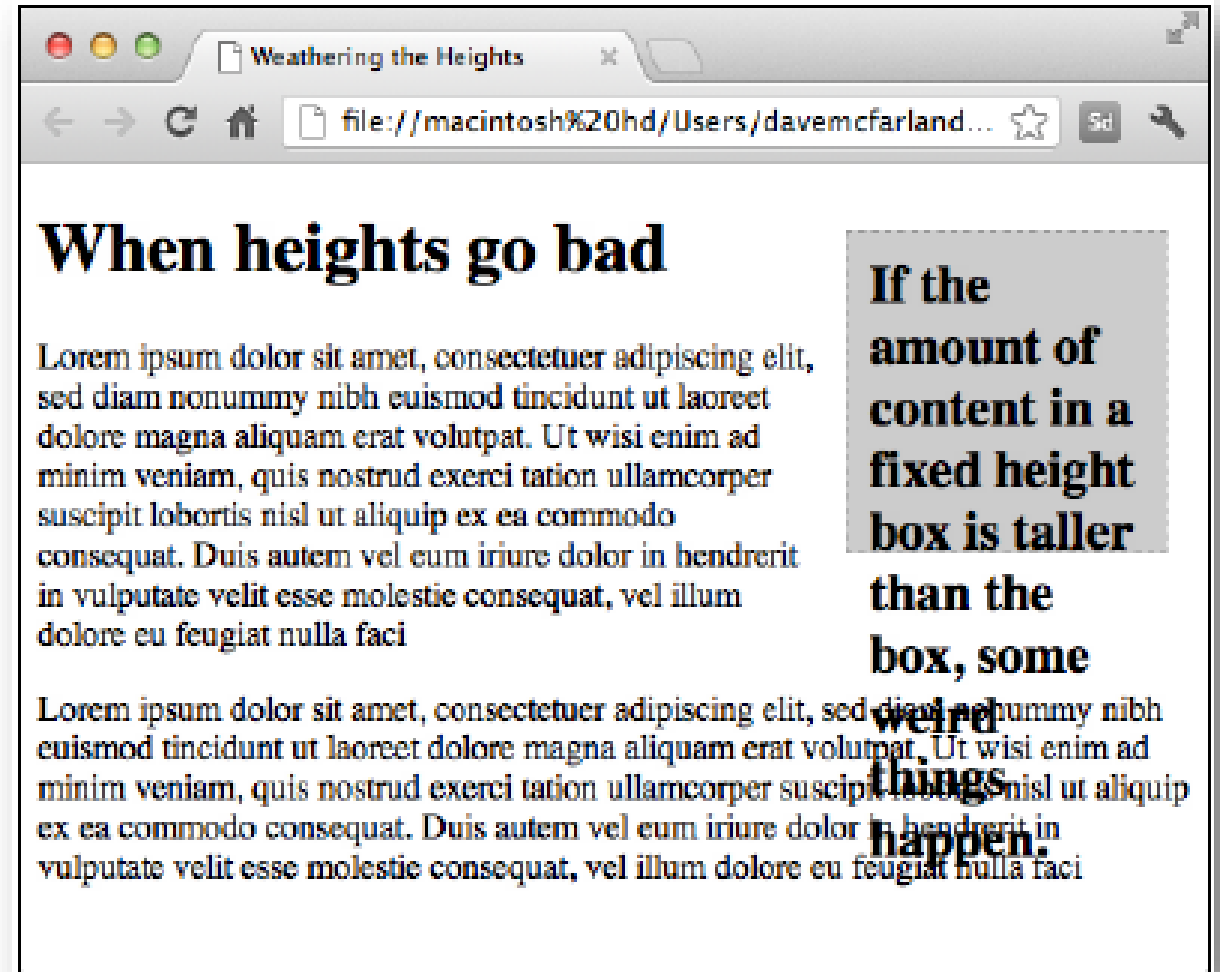 Weathering the Heights
file://macintosh%20hd/Users/davemcfarland...
Sd
When heights go bad
Lorem ipsum dolor sit amet, consectetuer adipiscing elit,
sed diam nonummy nibh euismod tincidunt ut laoreet
dolore magna aliquam erat volutpat. Ut wisi enim ad
minim veniam, quis nostrud exerci tation ullamcorper
suscipit lobortis nisl ut aliquip ex ea commodo
consequat. Duis autem vel eum iriure dolor in hendrerit
in vulputate velit esse molestie consequat, vel illum
dolore eu feugiat nulla faci
If the
amount of
content in a
fixed height
box is taller
than the
box, some
weird
things
happen.
Lorem ipsum dolor sit amet, consectetuer adipiscing elit, sed diam nonummy nibh
euismod tincidunt ut laoreet dolore magna aliquam erat volutpat. Ut wisi enim ad
minim veniam, quis nostrud exerci tation ullamcorper suscipit lobortis nisl ut aliquip
ex ea commodo consequat. Duis autem vel eum iriure dolor in hendrerit in
vulputate velit esse molestie consequat, vel illum dolore eu feugiat nulla faci